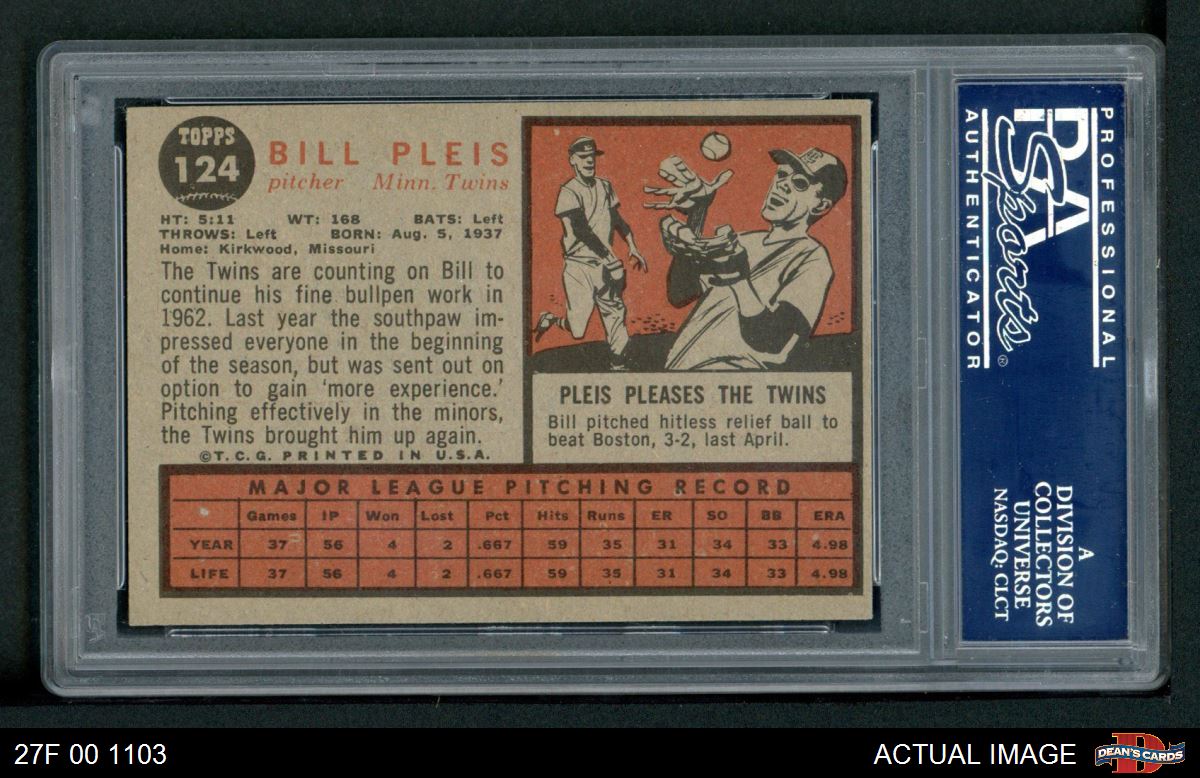 TOPPS
124
BILL PLEIS
pitcher Minn. Twins
HT: 5:11 WT: 168 BATS: Left
THROWS: Left BORN: Aug. 5, 1937
Home: Kirkwood, Missouri
The Twins are counting on Bill to
continue his fine bullpen work in
1962. Last year the southpaw im-
pressed everyone in the beginning
of the season, but was sent out on
option to gain 'more experience.'
Pitching effectively in the minors,
the Twins brought him up again.
©T.C.G. PRINTED IN U.S.A.
PLEIS PLEASES THE TWINS
Bill pitched hitless relief ball to
beat Boston, 3-2, last April.
MAJOR LEAGUE PITCHING RECORD
Games IP Won Lost Pct Hits Runs ER SO BB ERA
YEAR 37 56 4 2 .667 59 35 31 34 33 4.98
LIFE 37 56 4 2 .667 59 35 31 34 33 4.98
PROFESSIONAL
PSA
Sports®
AUTHENTICATOR
A
DIVISION OF
COLLECTORS
UNIVERSE
NASDAQ: CLCT
27F 00 1103
ACTUAL IMAGE
DEAN'S CARDS